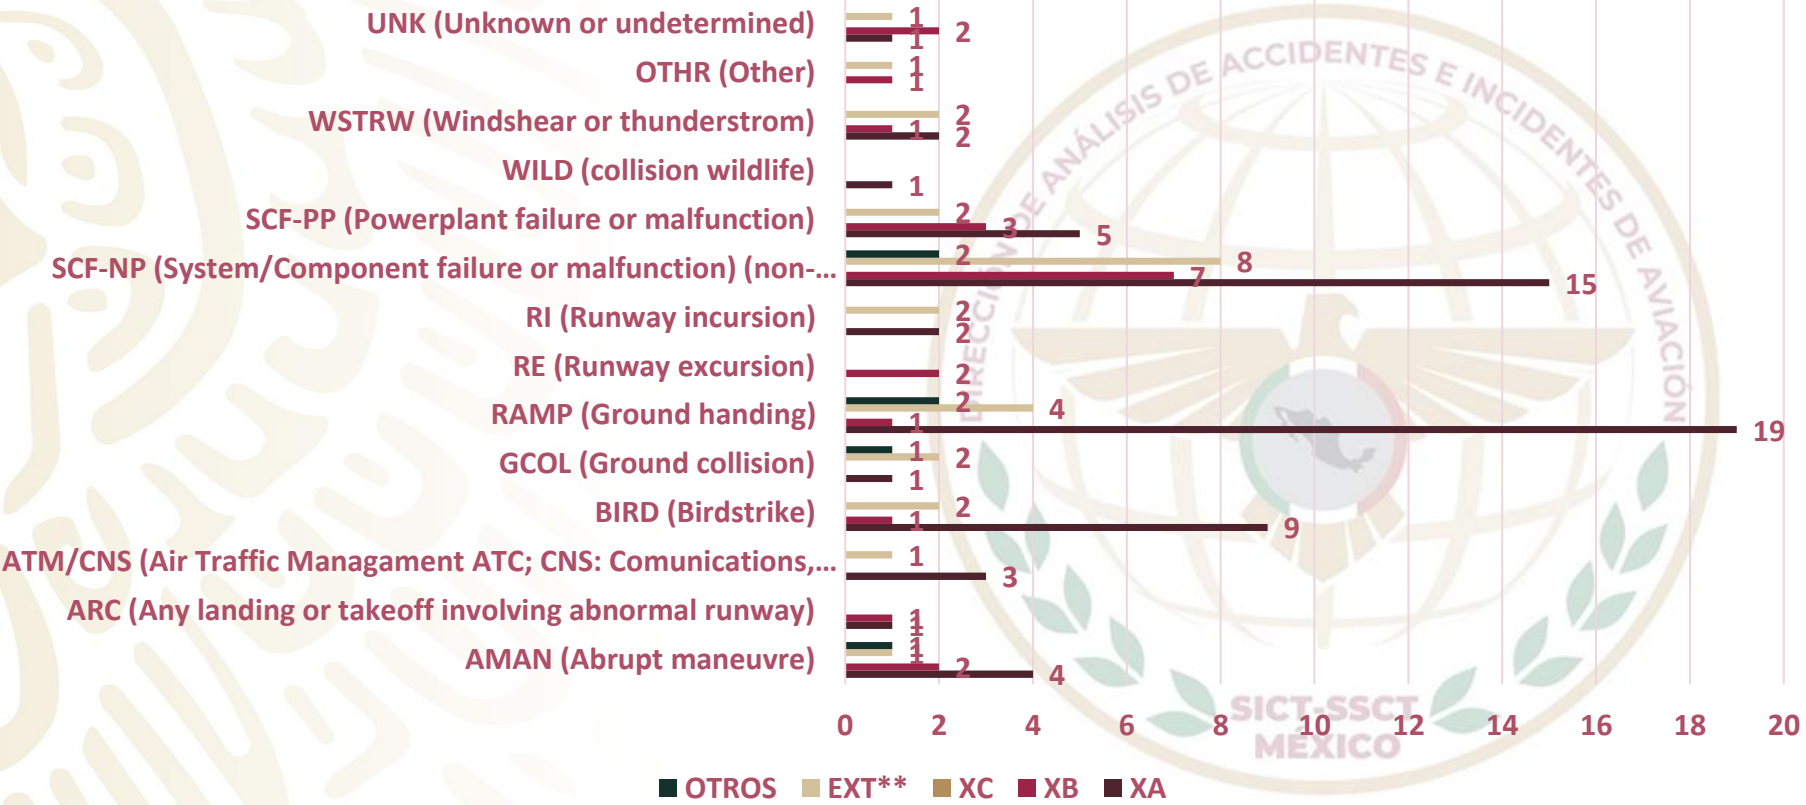 UNK (Unknown or undetermined) 1 2 1
OTHR (Other) 1 1
WSTRW (Windshear or thunderstrom) 2 1 2
WILD (collision wildlife) 1
SCF-PP (Powerplant failure or malfunction) 2 3 5
SCF-NP (System/Component failure or malfunction) (non-... 2 8 7 15
RI (Runway incursion) 2 2
RE (Runway excursion) 2
RAMP (Ground handing) 2 4 1 19
GCOL (Ground collision) 1 2 1
BIRD (Birdstrike) 2 1 9
ATM/CNS (Air Traffic Managament ATC; CNS: Comunications,... 1 3
ARC (Any landing or takeoff involving abnormal runway) 1 1
AMAN (Abrupt maneuvre) 1 1 2 4
0 2 4 6 8 10 12 14 16 18 20
OTROS EXT** XC XB XA
DIRECCIÓN DE ANÁLISIS DE ACCIDENTES E INCIDENTES DE AVIACIÓN
SICT-SSCT
MÉXICO